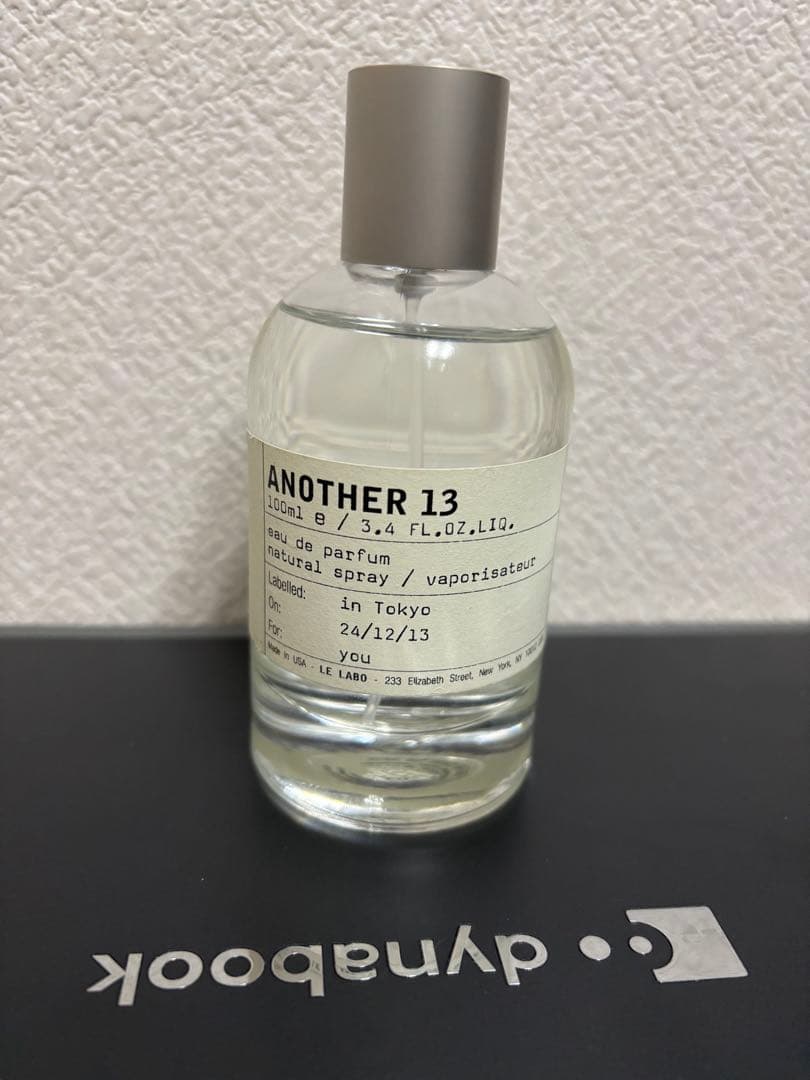 ANOTHER 13
100ml e / 3.4 FL.OZ.LIQ.
eau de parfum
natural spray / vaporisateur
Labelled: in Tokyo
On: 24/12/13
For: you
Made in USA - LE LABO - 233 Elizabeth Street, New York, NY
dynabook